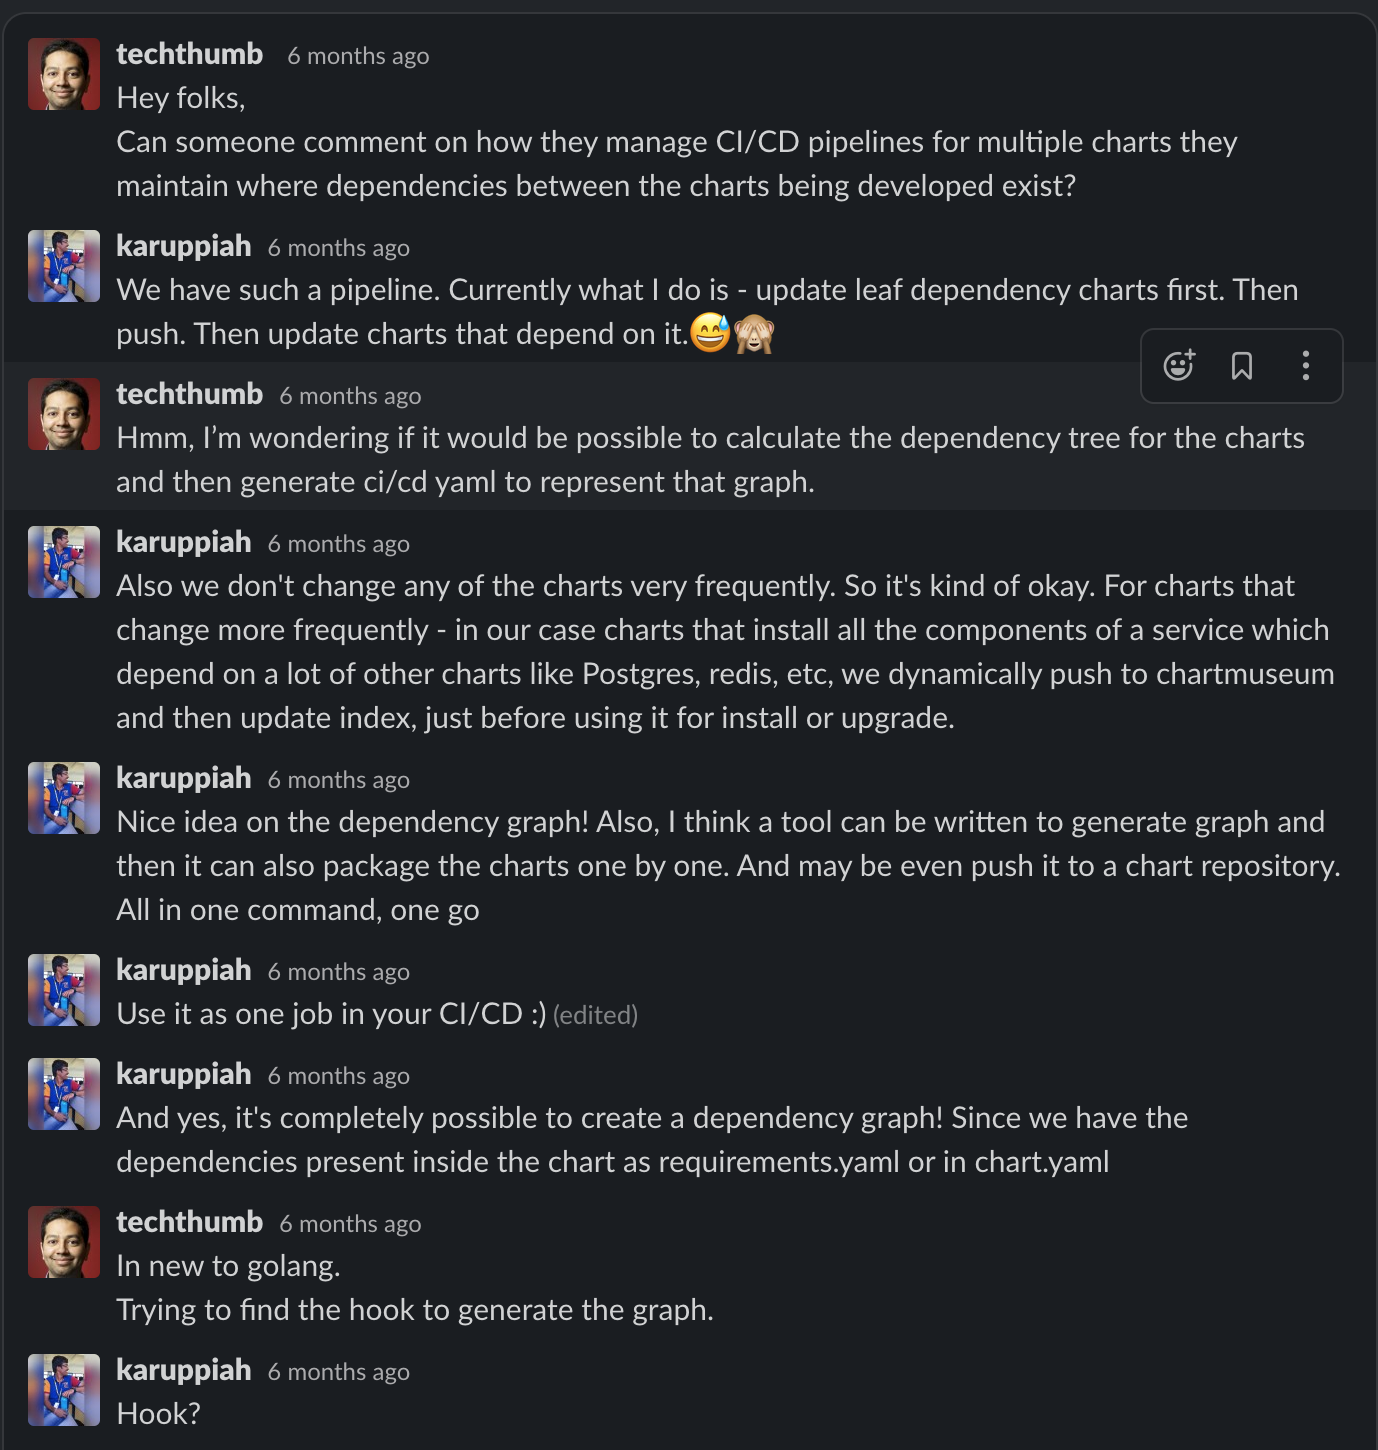 techthumb 6 months ago
Hey folks,
Can someone comment on how they manage CI/CD pipelines for multiple charts they
maintain where dependencies between the charts being developed exist?
karuppiah 6 months ago
We have such a pipeline. Currently what I do is - update leaf dependency charts first. Then
push. Then update charts that depend on it.😅🙈
techthumb 6 months ago
Hmm, I’m wondering if it would be possible to calculate the dependency tree for the charts
and then generate ci/cd yaml to represent that graph.
karuppiah 6 months ago
Also we don't change any of the charts very frequently. So it's kind of okay. For charts that
change more frequently - in our case charts that install all the components of a service which
depend on a lot of other charts like Postgres, redis, etc, we dynamically push to chartmuseum
and then update index, just before using it for install or upgrade.
karuppiah 6 months ago
Nice idea on the dependency graph! Also, I think a tool can be written to generate graph and
then it can also package the charts one by one. And may be even push it to a chart repository.
All in one command, one go
karuppiah 6 months ago
Use it as one job in your CI/CD :) (edited)
karuppiah 6 months ago
And yes, it's completely possible to create a dependency graph! Since we have the
dependencies present inside the chart as requirements.yaml or in chart.yaml
techthumb 6 months ago
In new to golang.
Trying to find the hook to generate the graph.
karuppiah 6 months ago
Hook?